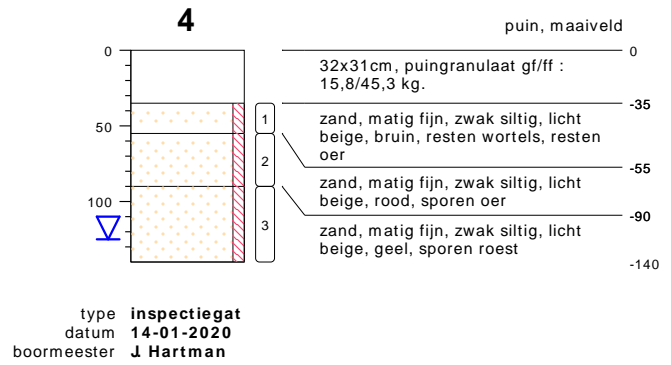 4
puin, maaiveld
0
0
32x31cm, puingranulaat gf/ff :
15,8/45,3 kg.
-35
1
zand, matig fijn, zwak siltig, licht
beige, bruin, resten wortels, resten
oer
50
-55
2
zand, matig fijn, zwak siltig, licht
beige, rood, sporen oer
100
-90
3
zand, matig fijn, zwak siltig, licht
beige, geel, sporen roest
-140
type inspectiegat
datum 14-01-2020
boormeester J. Hartman